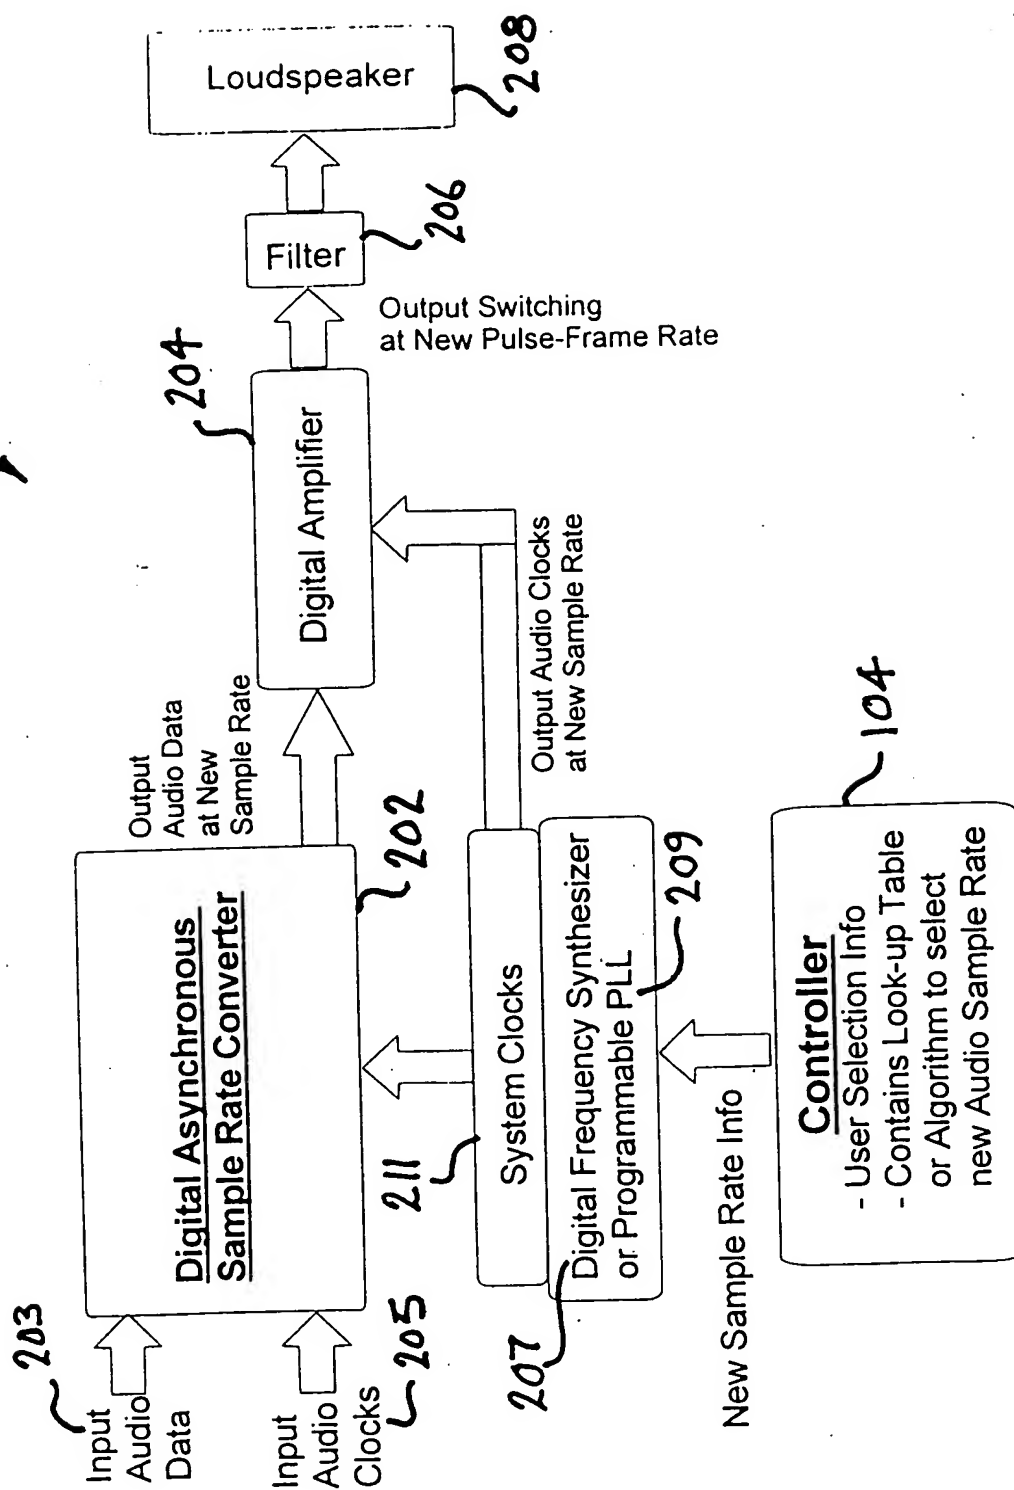 203
Input
Audio
Data
Input
Audio
Clocks
205
Digital Asynchronous
Sample Rate Converter
202
Output
Audio Data
at New
Sample Rate
204
Digital Amplifier
Output Switching
at New Pulse-Frame Rate
Filter
206
Loudspeaker
208
211
System Clocks
Output Audio Clocks
at New Sample Rate
207
Digital Frequency Synthesizer
or Programmable PLL
209
New Sample Rate Info
104
Controller
- User Selection Info
- Contains Look-up Table
or Algorithm to select
new Audio Sample Rate